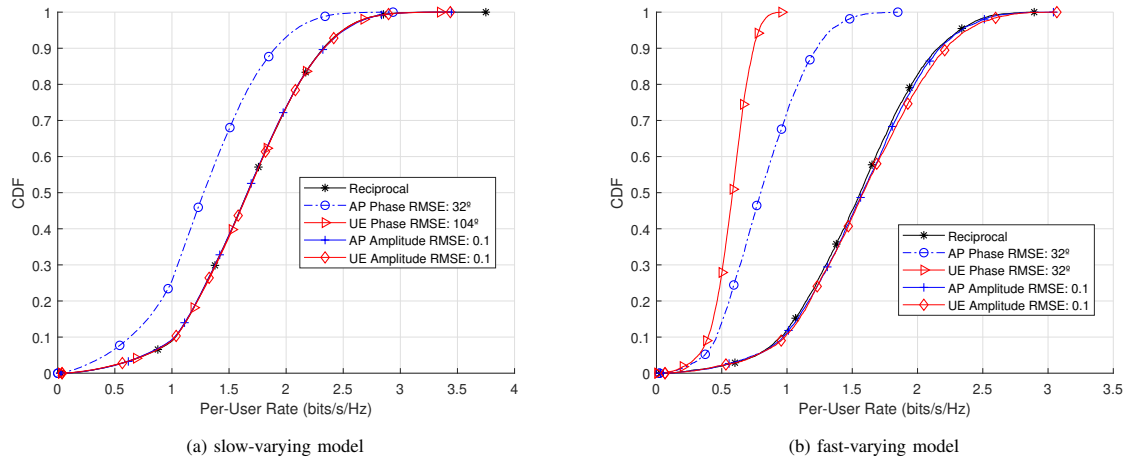 1
0.9
0.8
0.7
0.6
0.5
0.4
0.3
0.2
0.1
0
CDF
0 0.5 1 1.5 2 2.5 3 3.5 4
Per-User Rate (bits/s/Hz)
Reciprocal
AP Phase RMSE: 32º
UE Phase RMSE: 104º
AP Amplitude RMSE: 0.1
UE Amplitude RMSE: 0.1
(a) slow-varying model
1
0.9
0.8
0.7
0.6
0.5
0.4
0.3
0.2
0.1
0
CDF
0 0.5 1 1.5 2 2.5 3 3.5
Per-User Rate (bits/s/Hz)
Reciprocal
AP Phase RMSE: 32º
UE Phase RMSE: 32º
AP Amplitude RMSE: 0.1
UE Amplitude RMSE: 0.1
(b) fast-varying model